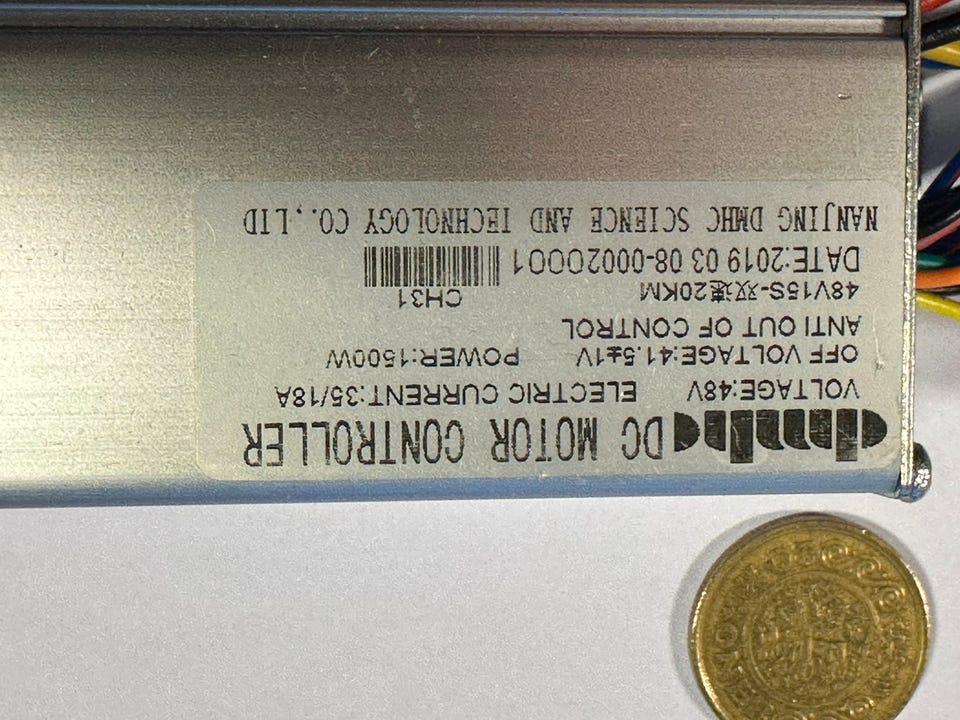 dmhc DC MOTOR CONTROLLER
VOLTAGE:48V ELECTRIC CURRENT:35/18A
OFF VOLTAGE:41.5±1V POWER:1500W
ANTI OUT OF CONTROL
48V15S-双速20KM CH31
DATE:2019 03 08-00020001
NANJING DMHC SCIENCE AND TECHNOLOGY CO.,LTD